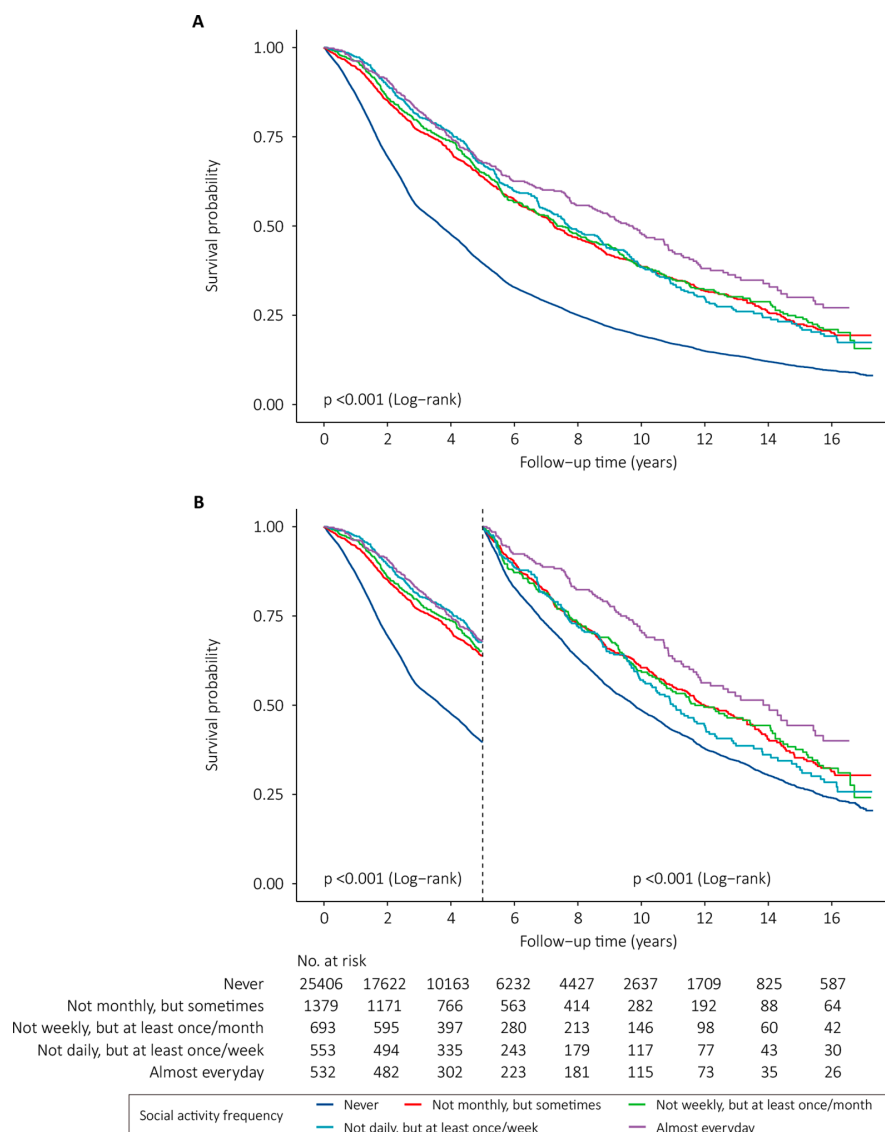 A
1.00
0.75
0.50
0.25
0.00
Survival probability
p <0.001 (Log−rank)
0 2 4 6 8 10 12 14 16
Follow−up time (years)
B
1.00
0.75
0.50
0.25
0.00
Survival probability
p <0.001 (Log−rank) p <0.001 (Log−rank)
0 2 4 6 8 10 12 14 16
Follow−up time (years)
No. at risk
Never 25406 17622 10163 6232 4427 2637 1709 825 587
Not monthly, but sometimes 1379 1171 766 563 414 282 192 88 64
Not weekly, but at least once/month 693 595 397 280 213 146 98 60 42
Not daily, but at least once/week 553 494 335 243 179 117 77 43 30
Almost everyday 532 482 302 223 181 115 73 35 26
Social activity frequency
Never Not monthly, but sometimes Not weekly, but at least once/month
Not daily, but at least once/week Almost everyday